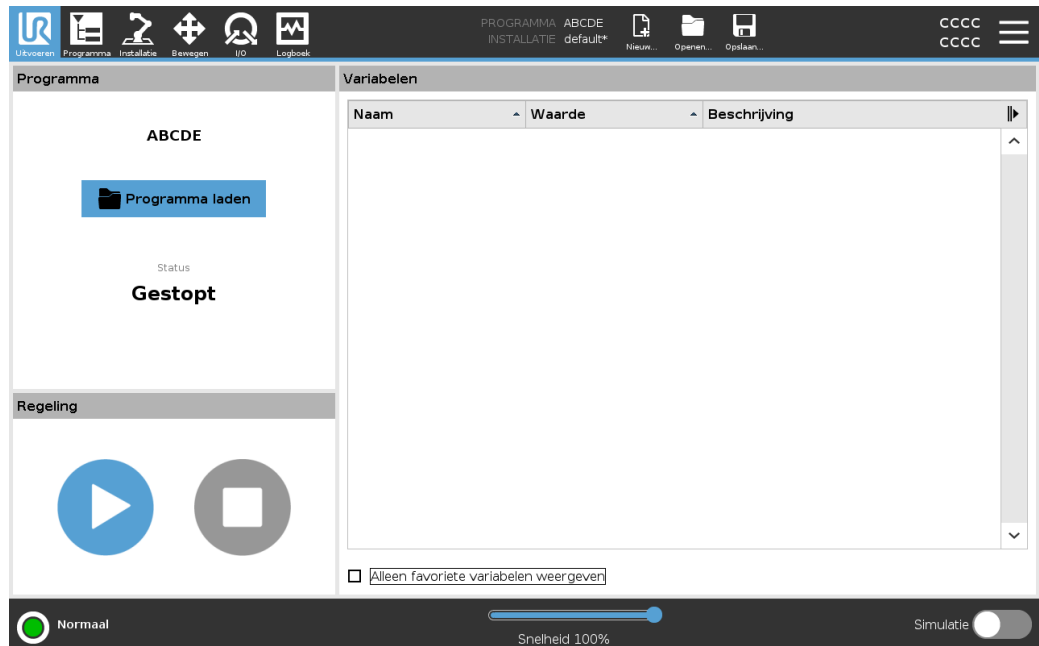 PROGRAMMA ABCDE
INSTALLATIE default*
CCCC
CCCC
Uitvoeren Programma Installatie Bewegen I/O Logboek
Nieuw... Openen... Opslaan...
Programma
ABCDE
Programma laden
Status
Gestopt
Regeling
Variabelen
Naam Waarde Beschrijving
Alleen favoriete variabelen weergeven
Normaal
Snelheid 100%
Simulatie